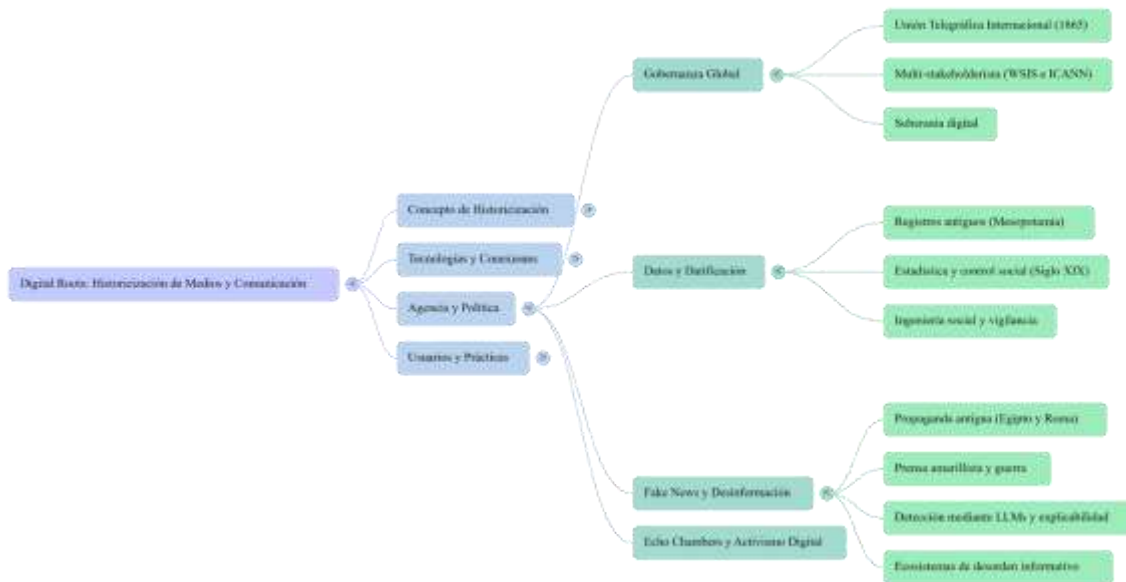 Digital Roots: Historicización de Medios y Comunicación
Concepto de Historicización
Tecnologías y Conexiones
Agencia y Política
Usuarios y Prácticas
Gobernanza Global
Unión Telegráfica Internacional (1865)
Multi-stakeholderista (WSIS e ICANN)
Soberanía digital
Datos y Datificación
Registros antiguos (Mesopotamia)
Estadística y control social (Siglo XIX)
Ingeniería social y vigilancia
Fake News y Desinformación
Propaganda antigua (Egipto y Roma)
Prensa amarillista y guerra
Detección mediante LLMs y explicabilidad
Ecosistemas de desorden informativo
Echo Chambers y Activismo Digital